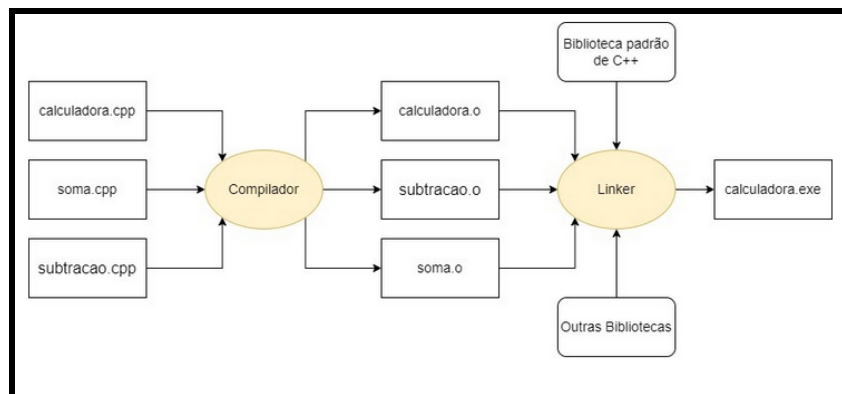 Biblioteca padrão
de C++
calculadora.cpp
calculadora.o
soma.cpp
Compilador
subtracao.o
Linker
calculadora.exe
subtracao.cpp
soma.o
Outras Bibliotecas